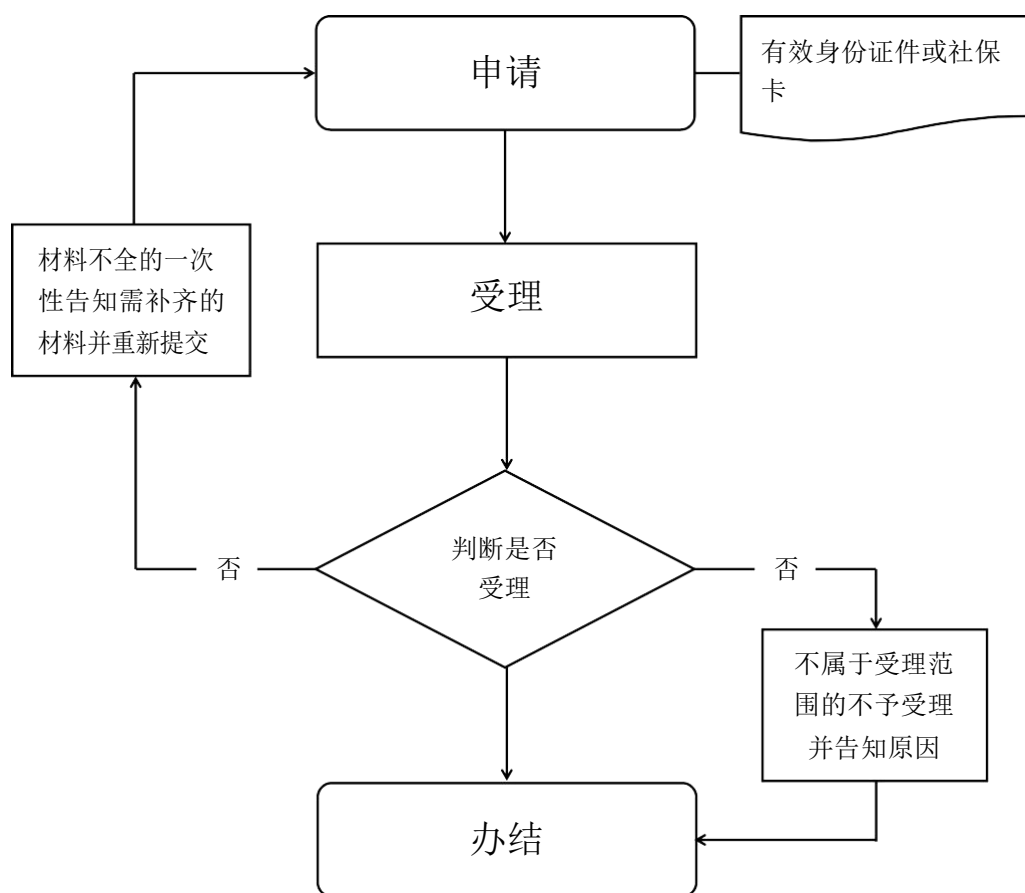 申请
有效身份证件或社保
卡
材料不全的一次
性告知需补齐的
材料并重新提交
受理
判断是否
受理
否
否
不属于受理范
围的不予受理
并告知原因
办结